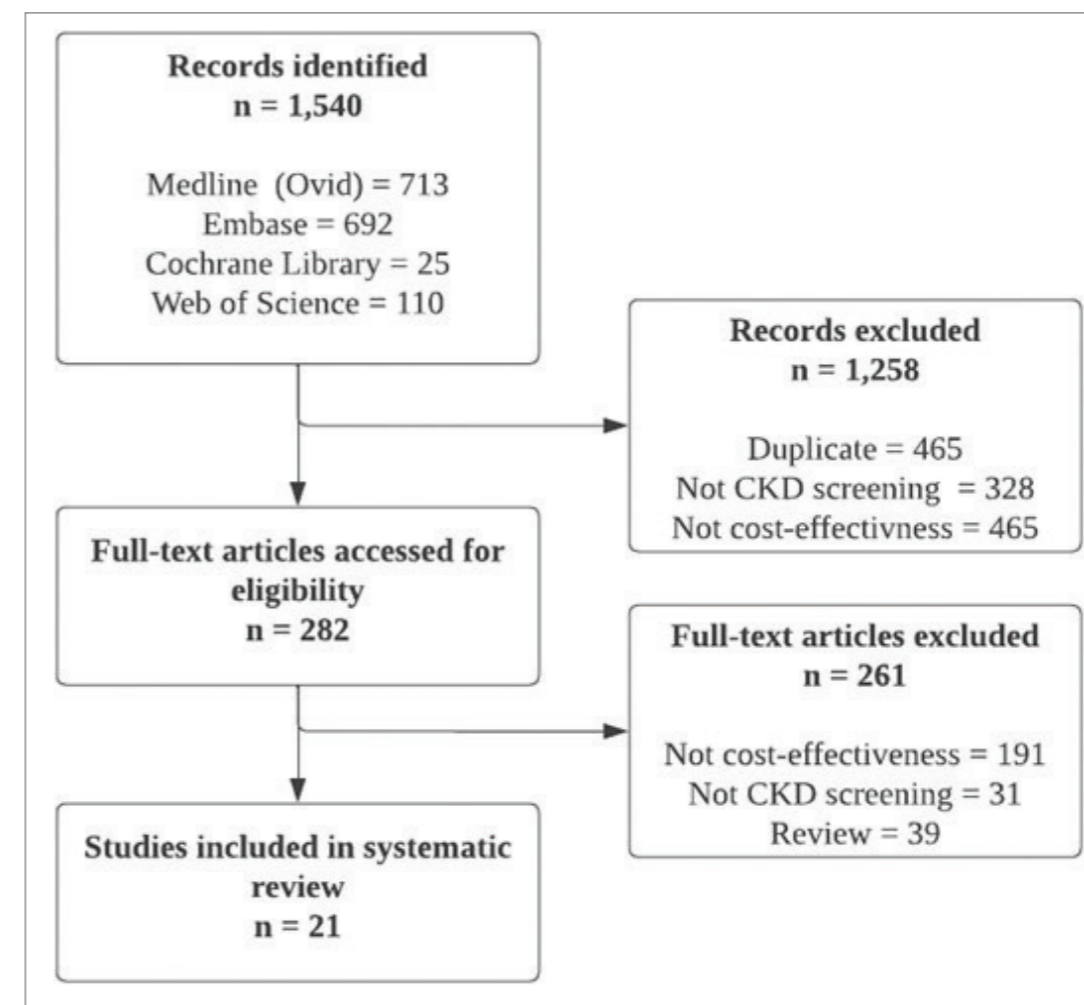 Records identified
n = 1,540
Medline (Ovid) = 713
Embase = 692
Cochrane Library = 25
Web of Science = 110
Records excluded
n = 1,258
Duplicate = 465
Not CKD screening = 328
Not cost-effectivness = 465
Full-text articles accessed for
eligibility
n = 282
Full-text articles excluded
n = 261
Not cost-effectiveness = 191
Not CKD screening = 31
Review = 39
Studies included in systematic
review
n = 21